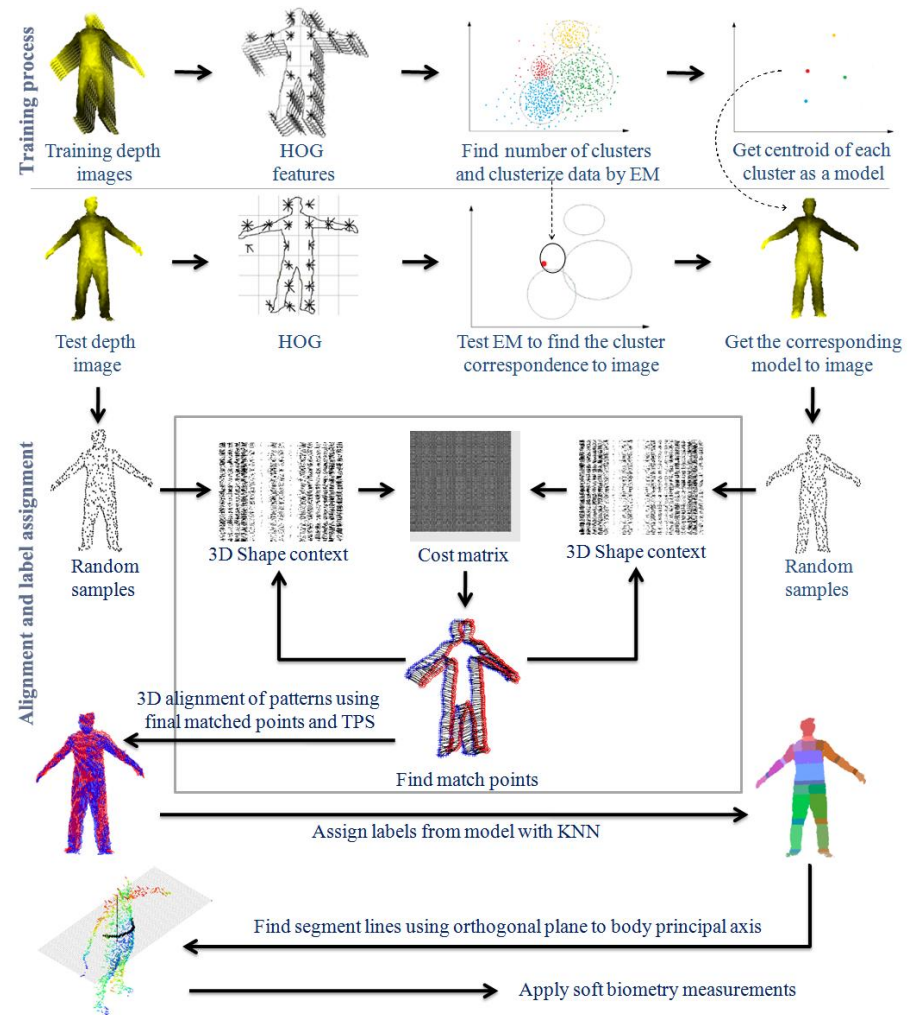 Training process
Training depth
images
HOG
features
Find number of clusters
and clusterize data by EM
Get centroid of each
cluster as a model
Test depth
image
HOG
Test EM to find the cluster
correspondence to image
Get the corresponding
model to image
Alignment and label assignment
Random
samples
3D Shape context
Cost matrix
3D Shape context
Random
samples
3D alignment of patterns using
final matched points and TPS
Find match points
Assign labels from model with KNN
Find segment lines using orthogonal plane to body principal axis
Apply soft biometry measurements